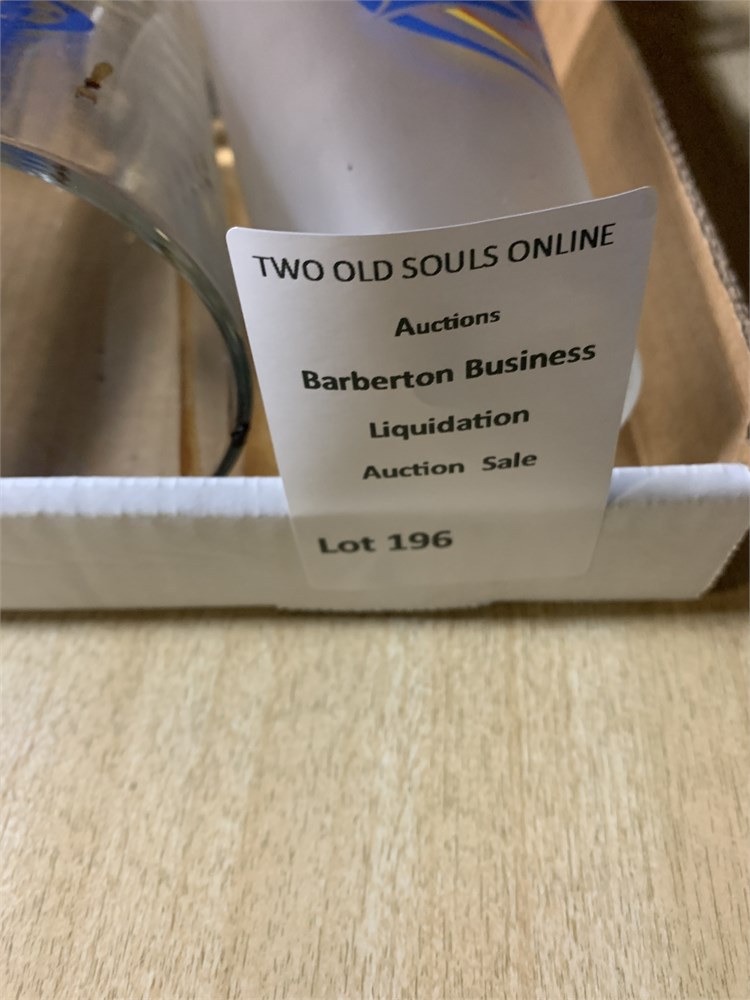 TWO OLD SOULS ONLINE
Auctions
Barberton Business
Liquidation
Auction Sale
Lot 196